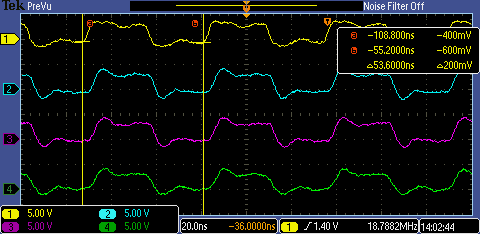 Tek PreVu Noise Filter Off
a -108.800ns -400mV
b -55.2000ns -600mV
△53.6000ns △200mV
1
2
3
4
1 5.00 V 2 5.00 V
3 5.00 V 4 5.00 V
20.0ns -36.0000ns
1 1.40 V
18.7882MHz 14:02:44